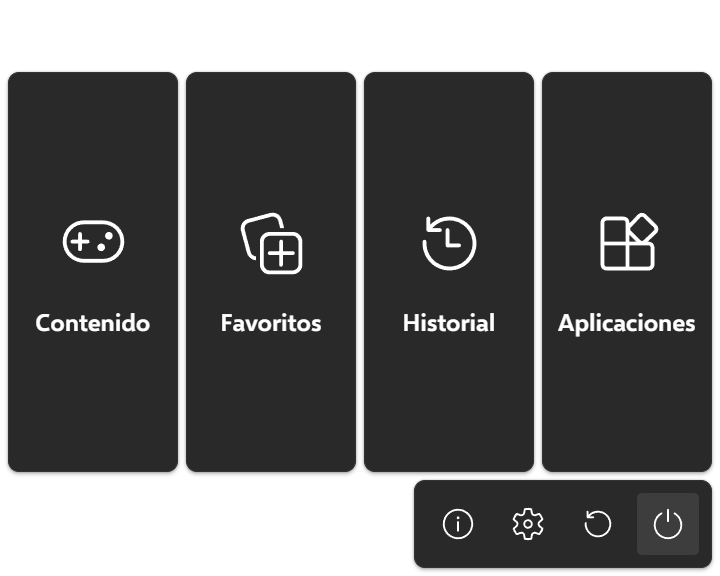 Contenido
Favoritos
Historial
Aplicaciones